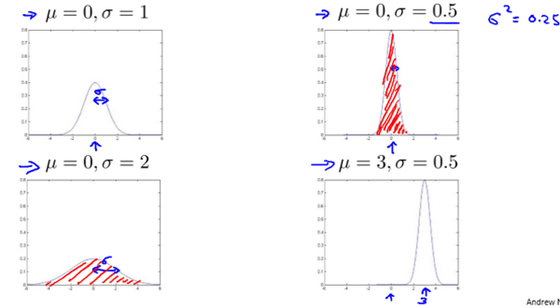 → μ = 0, σ = 1
→ μ = 0, σ = 0.5
σ² = 0.25
σ
→ μ = 0, σ = 2
→ μ = 3, σ = 0.5
σ
3
Andrew N